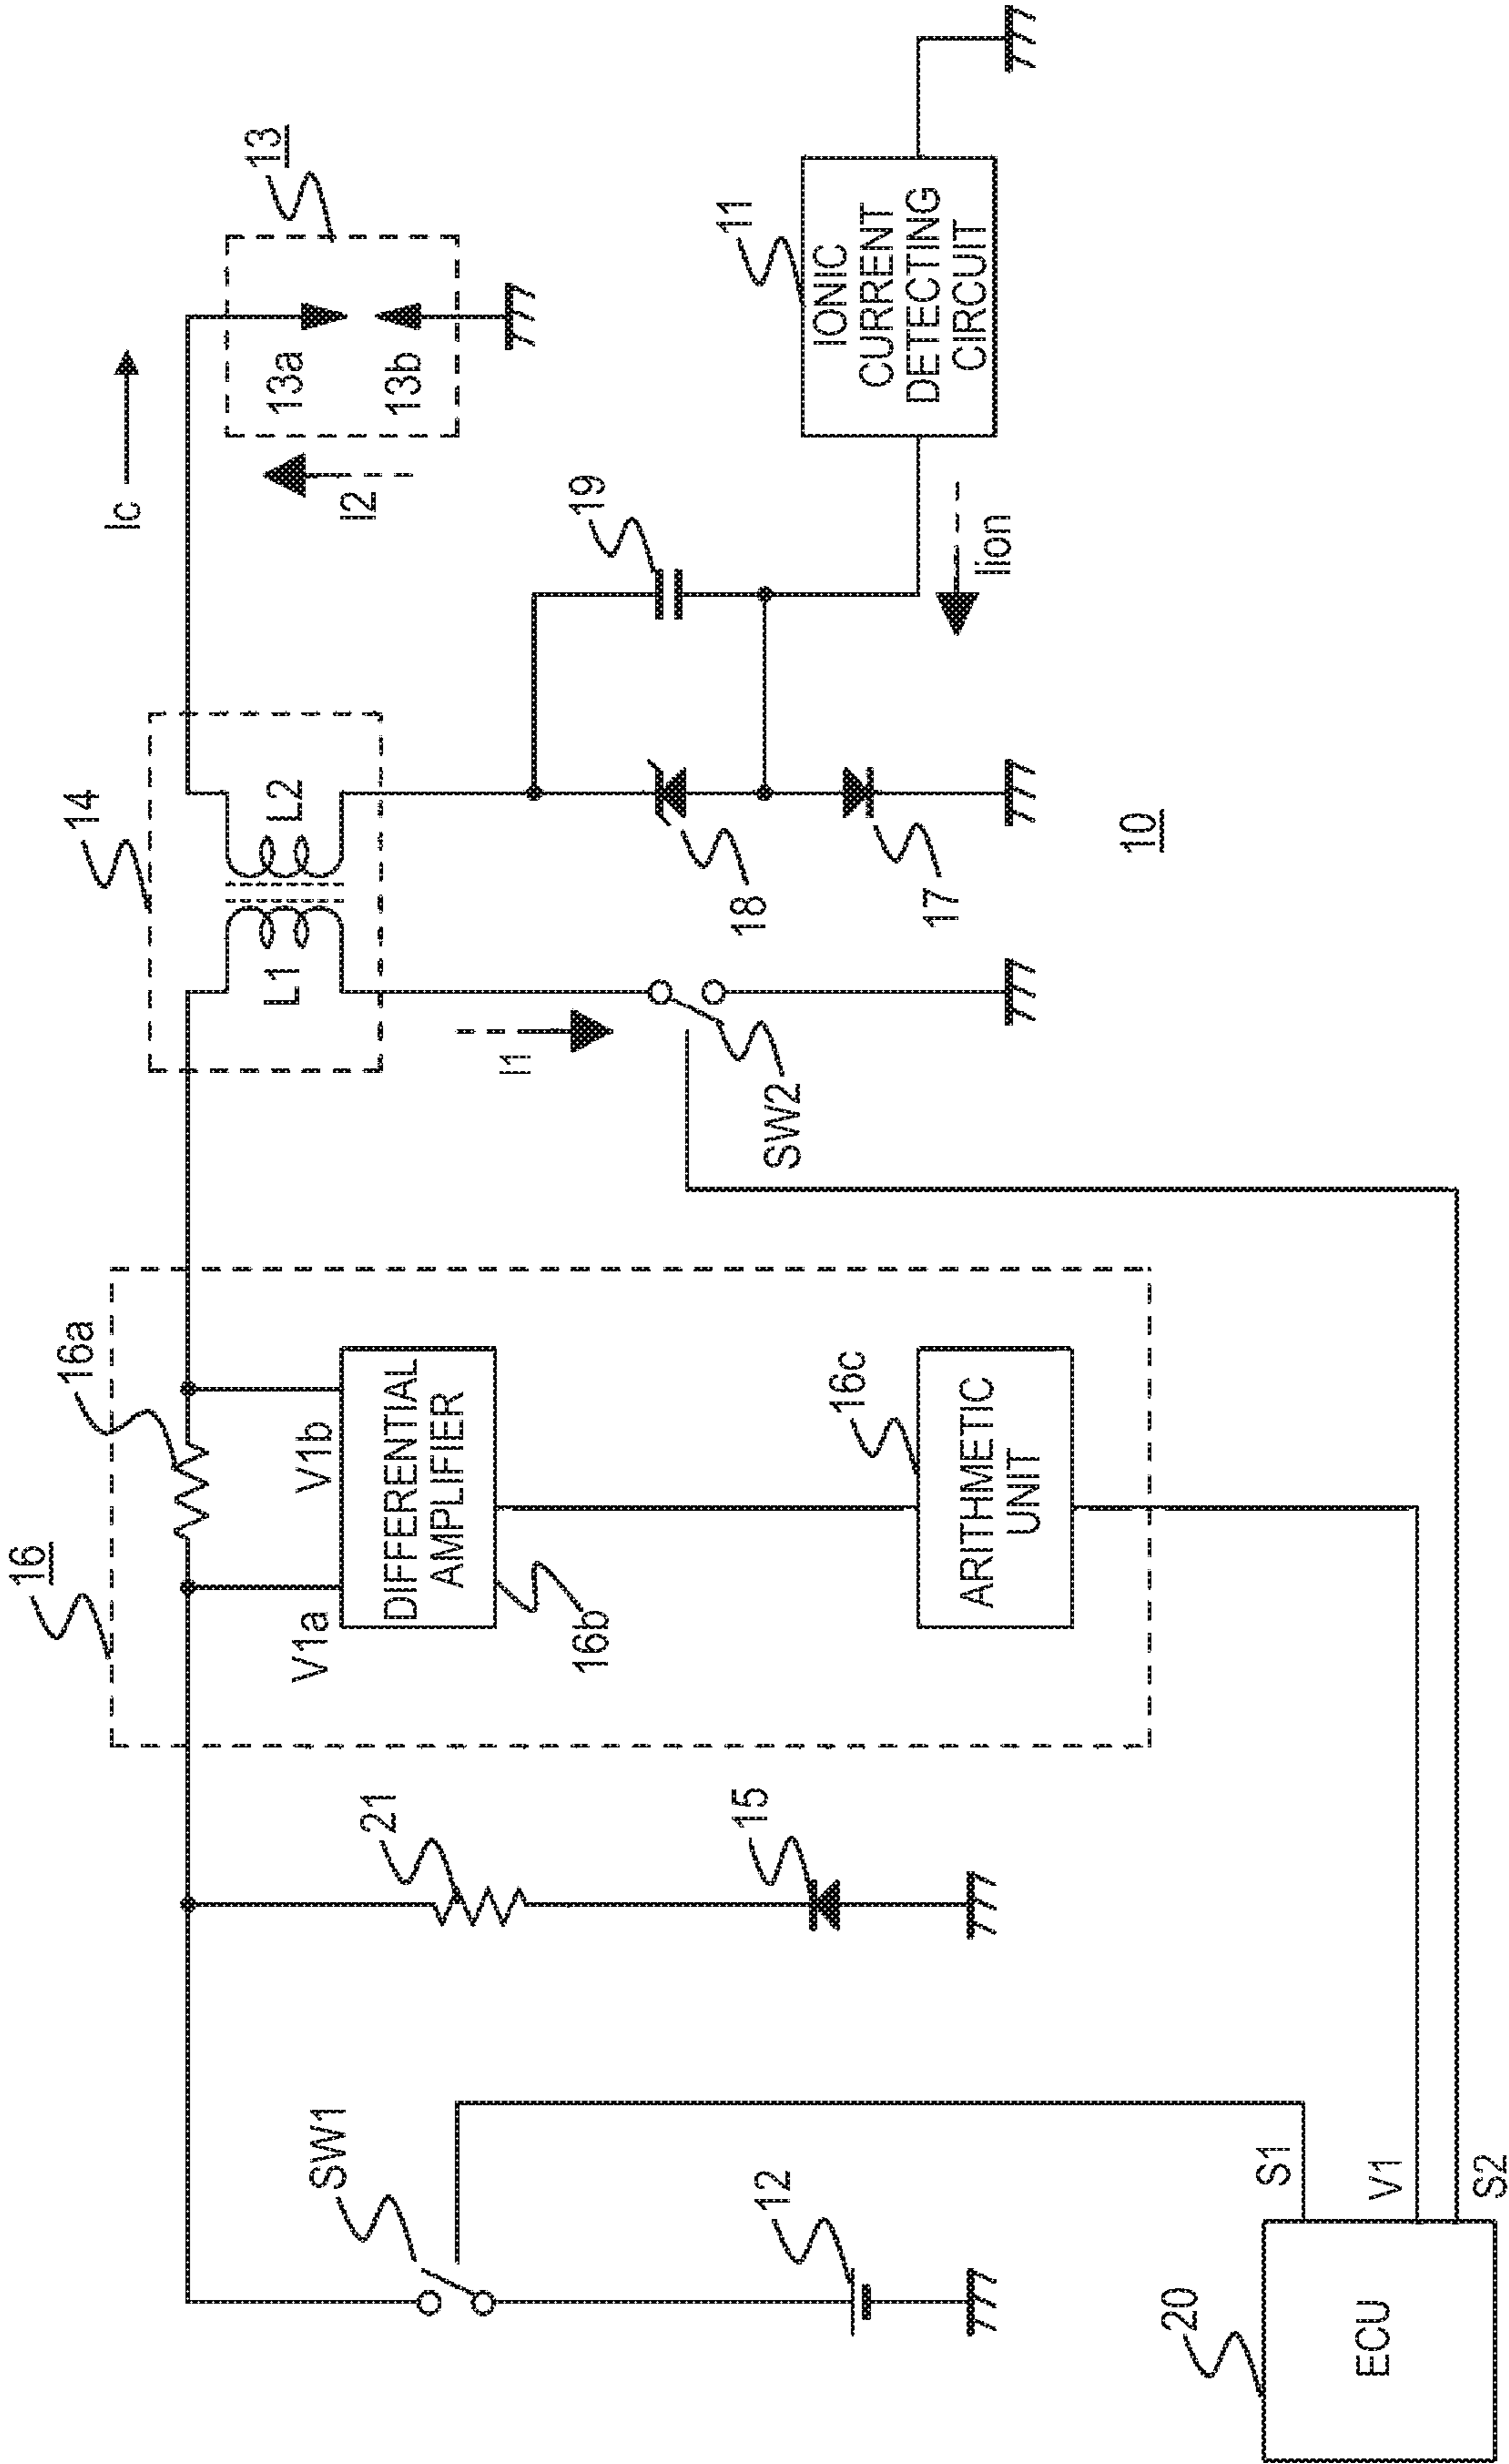 16
16a
14
Ic
13
V1a
V1b
L1
L2
13a
13b
SW1
21
DIFFERENTIAL
AMPLIFIER
16b
I1
I2
19
12
15
16c
SW2
18
17
11
IONIC
CURRENT
DETECTING
CIRCUIT
ARITHMETIC
UNIT
Iion
10
20
ECU
S1
V1
S2